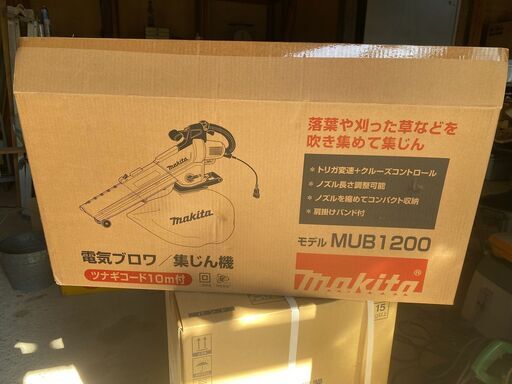 落葉や刈った草などを
吹き集めて集じん
＊トリガ変速＋クルーズコントロール
＊ノズル長さ調整可能
＊ノズルを縮めてコンパクト収納
＊肩掛けバンド付
makita
makita
電気ブロワ／集じん機
ツナギコード10m付
モデル MUB1200
makita®
15